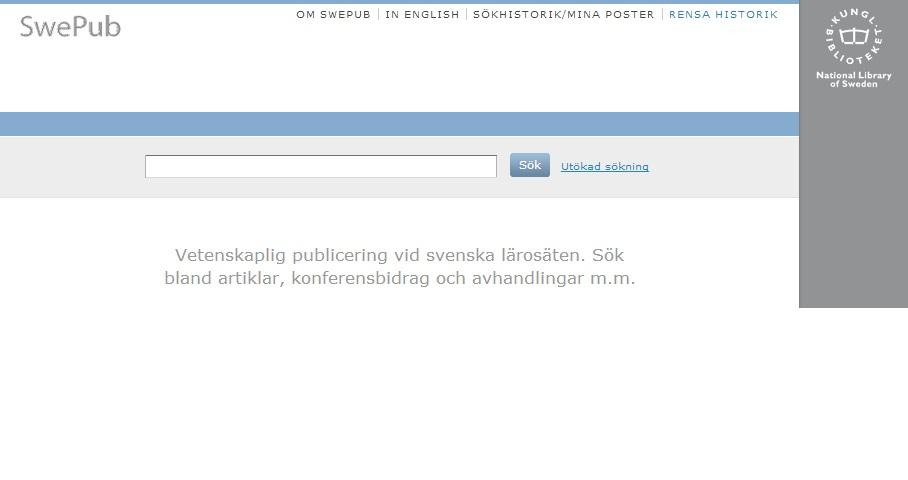 SwePub
OM SWEPUB
IN ENGLISH
SÖKHISTORIK/MINA POSTER
RENSA HISTORIK
KUNGL·
BIBLIOTEKET·
National Library
of Sweden
Sök
Utökad sökning
Vetenskaplig publicering vid svenska lärosäten. Sök
bland artiklar, konferensbidrag och avhandlingar m.m.